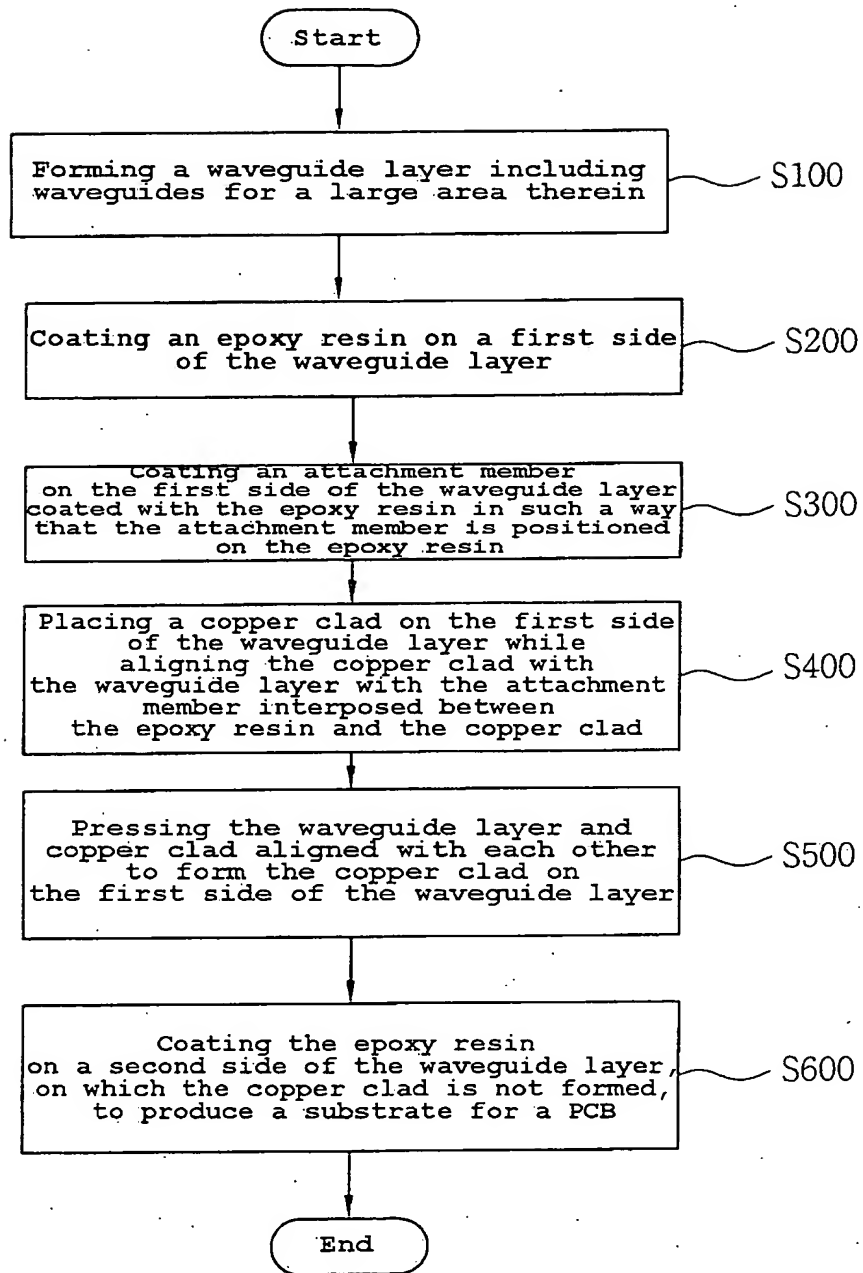 Start
Forming a waveguide layer including
waveguides for a large area therein
S100
Coating an epoxy resin on a first side
of the waveguide layer
S200
Coating an attachment member
on the first side of the waveguide layer
coated with the epoxy resin in such a way
that the attachment member is positioned
on the epoxy resin
S300
Placing a copper clad on the first side
of the waveguide layer while
aligning the copper clad with
the waveguide layer with the attachment
member interposed between
the epoxy resin and the copper clad
S400
Pressing the waveguide layer and
copper clad aligned with each other
to form the copper clad on
the first side of the waveguide layer
S500
Coating the epoxy resin
on a second side of the waveguide layer,
on which the copper clad is not formed,
to produce a substrate for a PCB
S600
End